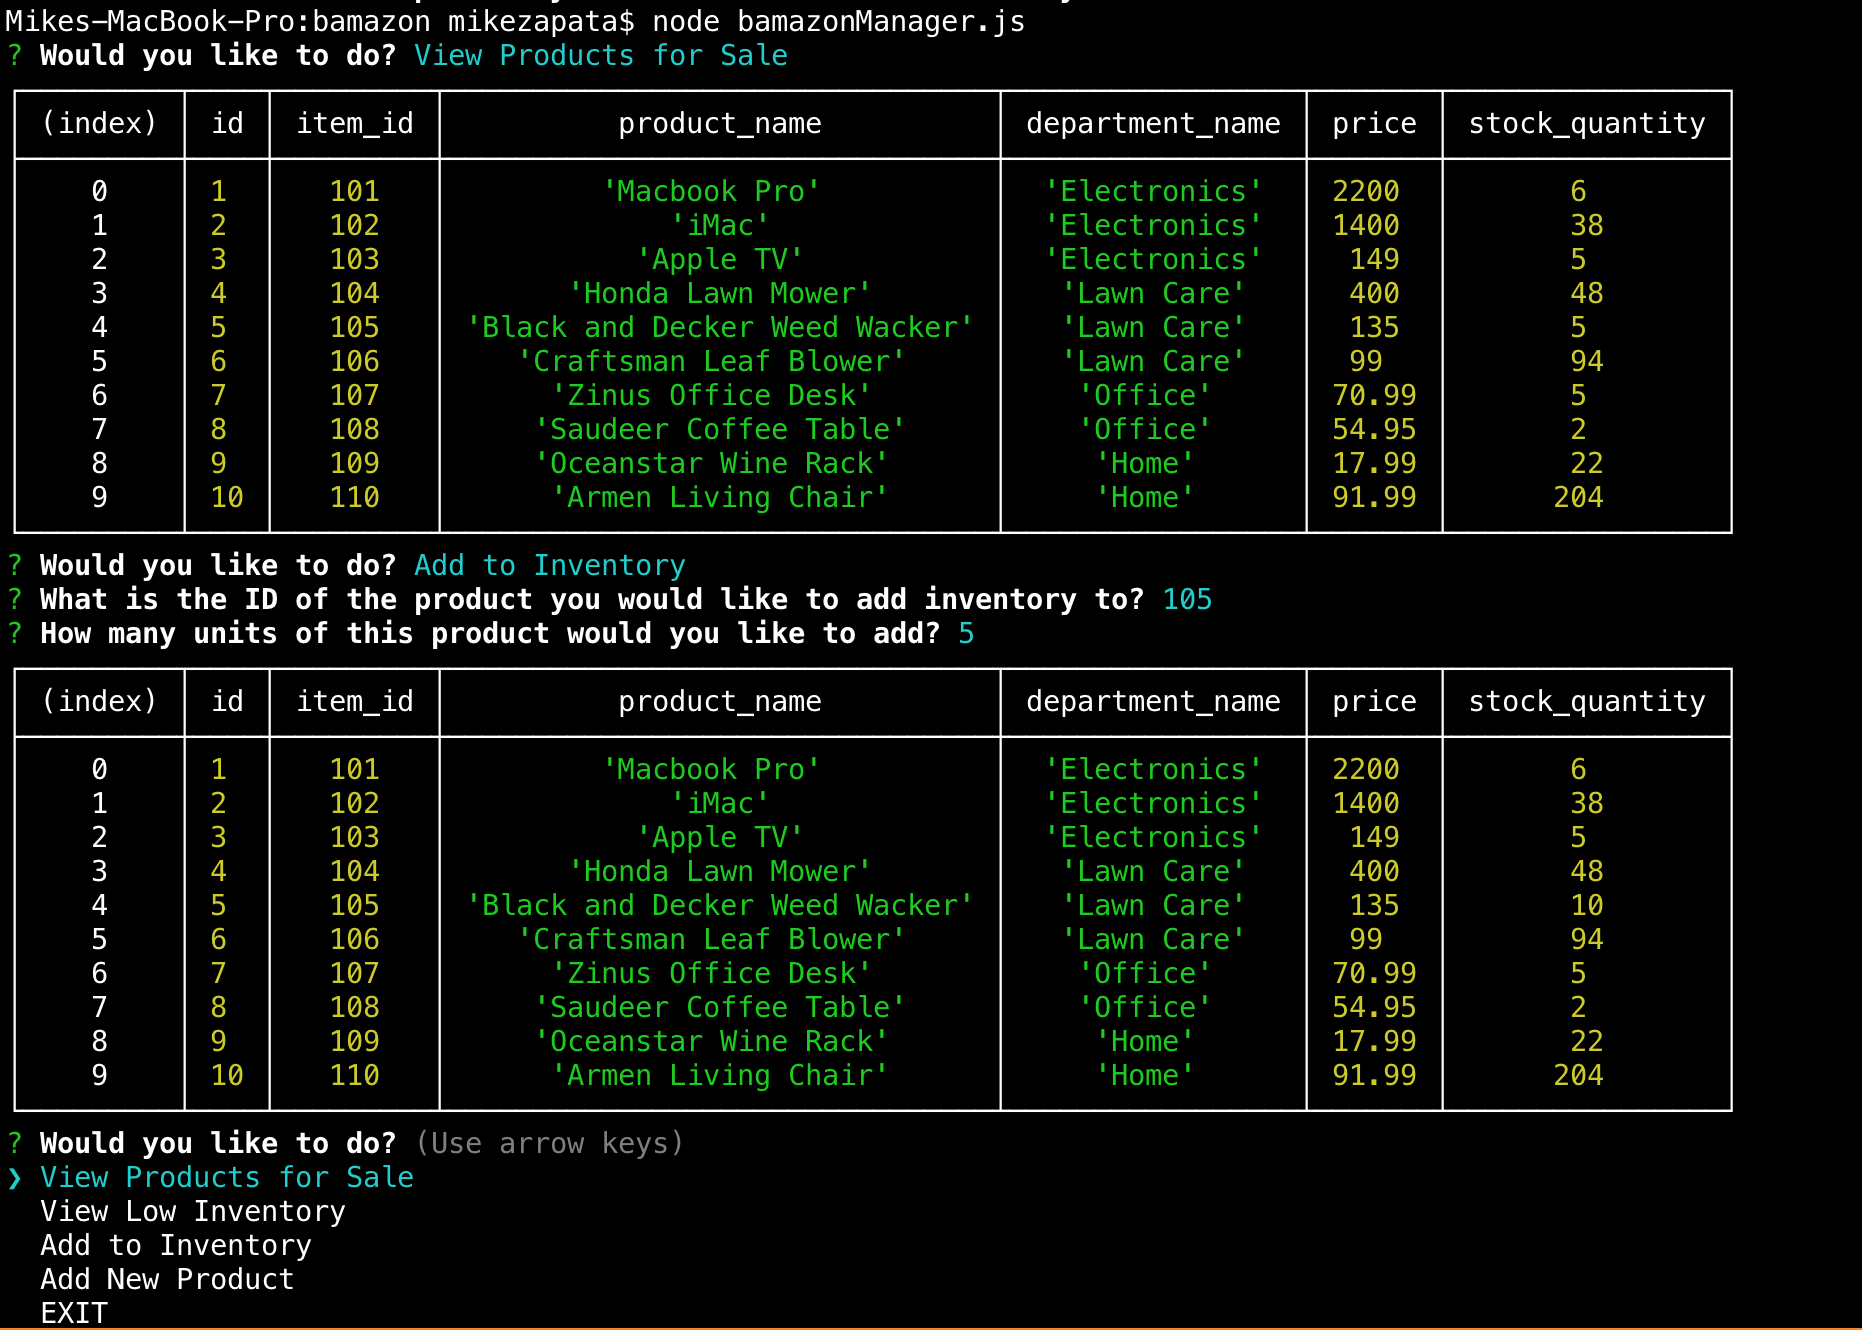 Mikes-MacBook-Pro:bamazon mikezapata$ node bamazonManager.js
? Would you like to do? View Products for Sale
(index) id item_id product_name department_name price stock_quantity
0 1 101 'Macbook Pro' 'Electronics' 2200 6
1 2 102 'iMac' 'Electronics' 1400 38
2 3 103 'Apple TV' 'Electronics' 149 5
3 4 104 'Honda Lawn Mower' 'Lawn Care' 400 48
4 5 105 'Black and Decker Weed Wacker' 'Lawn Care' 135 5
5 6 106 'Craftsman Leaf Blower' 'Lawn Care' 99 94
6 7 107 'Zinus Office Desk' 'Office' 70.99 5
7 8 108 'Saudeer Coffee Table' 'Office' 54.95 2
8 9 109 'Oceanstar Wine Rack' 'Home' 17.99 22
9 10 110 'Armen Living Chair' 'Home' 91.99 204
? Would you like to do? Add to Inventory
? What is the ID of the product you would like to add inventory to? 105
? How many units of this product would you like to add? 5
(index) id item_id product_name department_name price stock_quantity
0 1 101 'Macbook Pro' 'Electronics' 2200 6
1 2 102 'iMac' 'Electronics' 1400 38
2 3 103 'Apple TV' 'Electronics' 149 5
3 4 104 'Honda Lawn Mower' 'Lawn Care' 400 48
4 5 105 'Black and Decker Weed Wacker' 'Lawn Care' 135 10
5 6 106 'Craftsman Leaf Blower' 'Lawn Care' 99 94
6 7 107 'Zinus Office Desk' 'Office' 70.99 5
7 8 108 'Saudeer Coffee Table' 'Office' 54.95 2
8 9 109 'Oceanstar Wine Rack' 'Home' 17.99 22
9 10 110 'Armen Living Chair' 'Home' 91.99 204
? Would you like to do? (Use arrow keys)
❯ View Products for Sale
View Low Inventory
Add to Inventory
Add New Product
EXIT